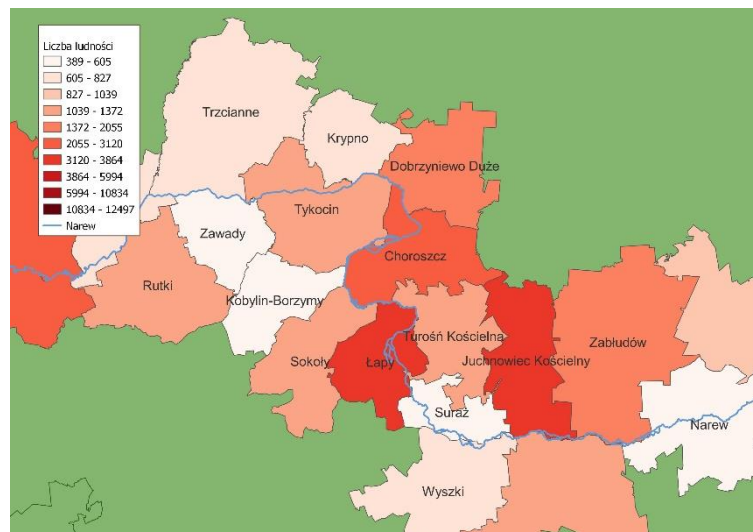 Liczba ludności
389 - 605
605 - 827
827 - 1039
1039 - 1372
1372 - 2055
2055 - 3120
3120 - 3864
3864 - 5994
5994 - 10834
10834 - 12497
Narew
Trzcianne
Krypno
Dobrzyniewo Duże
Tykocin
Zawady
Choroszcz
Rutki
Kobylin-Borzymy
Turośń Kościelna
Zabłudów
Sokoły
Łapy
Juchnowiec Kościelny
Suraż
Narew
Wyszki